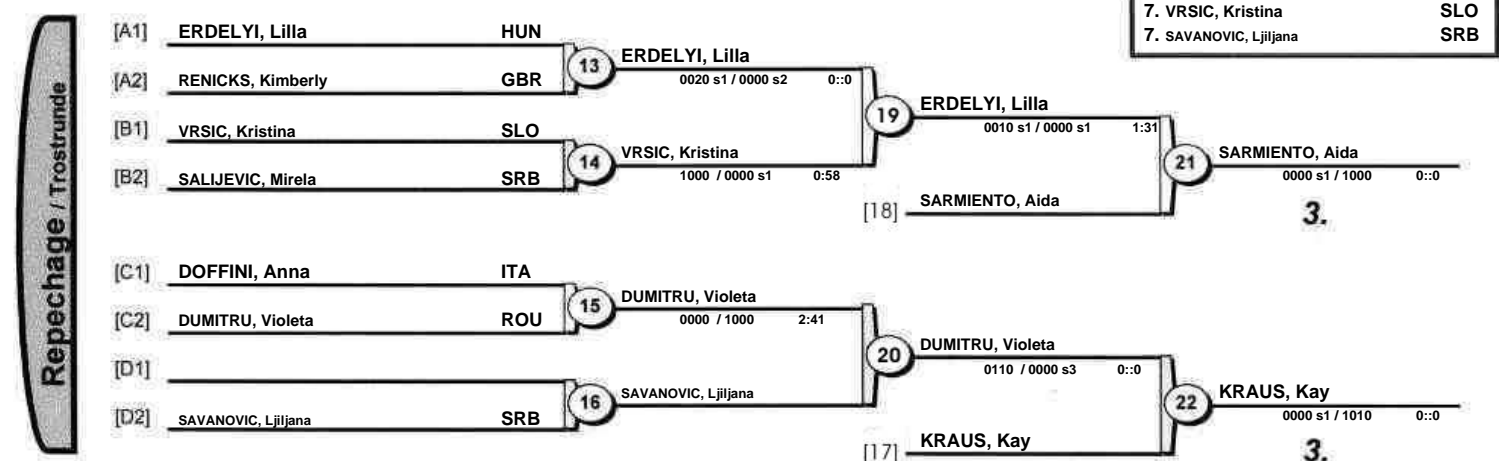 7. VRSIC, Kristina SLO
7. SAVANOVIC, Ljiljana SRB
Repechage / Trostrunde
[A1] ERDELYI, Lilla HUN
[A2] RENICKS, Kimberly GBR
[B1] VRSIC, Kristina SLO
[B2] SALIJEVIC, Mirela SRB
[C1] DOFFINI, Anna ITA
[C2] DUMITRU, Violeta ROU
[D1]
[D2] SAVANOVIC, Ljiljana SRB
13 ERDELYI, Lilla
0020 s1 / 0000 s2 0::0
14 VRSIC, Kristina
1000 / 0000 s1 0:58
15 DUMITRU, Violeta
0000 / 1000 2:41
16 SAVANOVIC, Ljiljana
19 ERDELYI, Lilla
0010 s1 / 0000 s1 1:31
[18] SARMIENTO, Aida
20 DUMITRU, Violeta
0110 / 0000 s3 0::0
[17] KRAUS, Kay
21 SARMIENTO, Aida
0000 s1 / 1000 0::0
3.
22 KRAUS, Kay
0000 s1 / 1010 0::0
3.